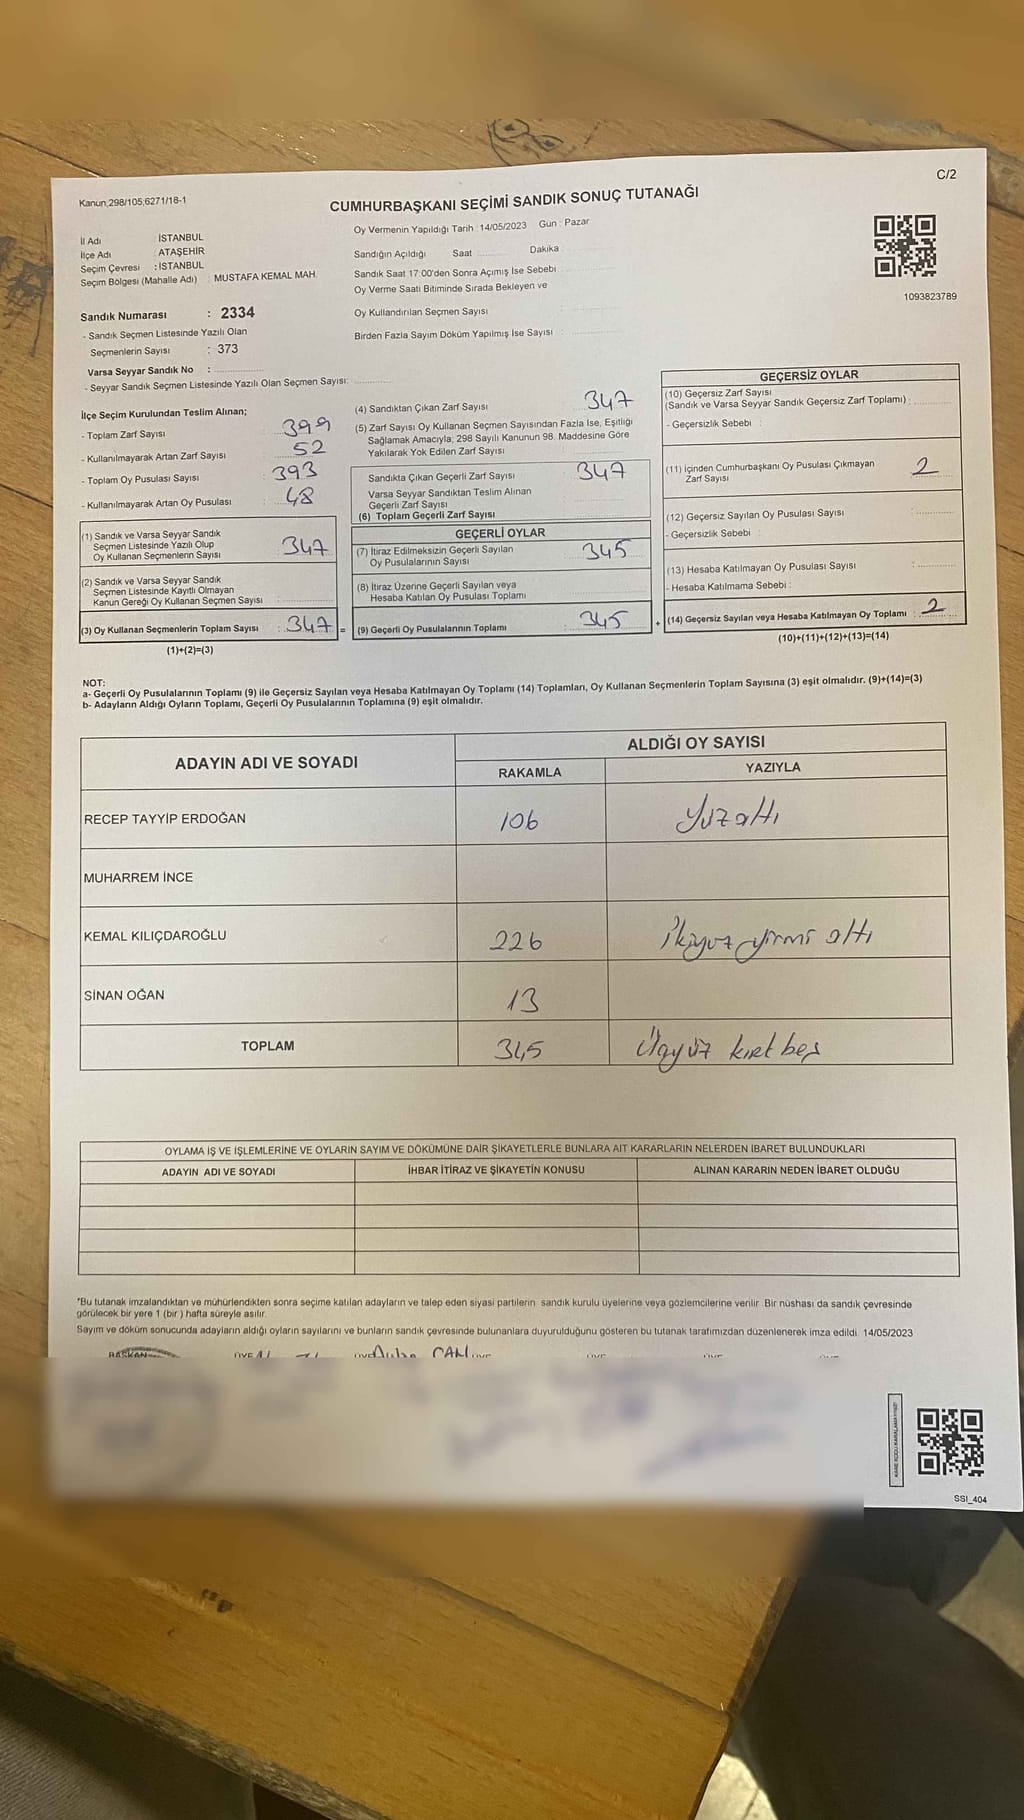 C/2
Kanun,298/105;6271/18-1
CUMHURBAŞKANI SEÇİMİ SANDIK SONUÇ TUTANAĞI
İl Adı : İSTANBUL
İlçe Adı : ATAŞEHİR
Seçim Çevresi : İSTANBUL
Seçim Bölgesi (Mahalle Adı) : MUSTAFA KEMAL MAH.
Oy Vermenin Yapıldığı Tarih : 14/05/2023 Gün : Pazar
Sandığın Açıldığı Saat Dakika
Sandık Saat 17:00'den Sonra Açımış İse Sebebi
Oy Verme Saati Bitiminde Sırada Bekleyen ve
Oy Kullandırılan Seçmen Sayısı
Birden Fazla Sayım Döküm Yapılmış İse Sayısı :
1093823789
Sandık Numarası : 2334
- Sandık Seçmen Listesinde Yazılı Olan
Seçmenlerin Sayısı : 373
Varsa Seyyar Sandık No :
- Seyyar Sandık Seçmen Listesinde Yazılı Olan Seçmen Sayısı:
İlçe Seçim Kurulundan Teslim Alınan;
- Toplam Zarf Sayısı : 399
- Kullanılmayarak Artan Zarf Sayısı : 52
- Toplam Oy Pusulası Sayısı : 393
- Kullanılmayarak Artan Oy Pusulası : 48
(1) Sandık ve Varsa Seyyar Sandık
Seçmen Listesinde Yazılı Olup
Oy Kullanan Seçmenlerin Sayısı : 347
(2) Sandık ve Varsa Seyyar Sandık
Seçmen Listesinde Kayıtlı Olmayan
Kanun Gereği Oy Kullanan Seçmen Sayısı :
(3) Oy Kullanan Seçmenlerin Toplam Sayısı : 347 =
(1)+(2)=(3)
(4) Sandıktan Çıkan Zarf Sayısı : 347
(5) Zarf Sayısı Oy Kullanan Seçmen Sayısından Fazla İse, Eşitliği
Sağlamak Amacıyla; 298 Sayılı Kanunun 98. Maddesine Göre
Yakılarak Yok Edilen Zarf Sayısı :
Sandıkta Çıkan Geçerli Zarf Sayısı : 347
Varsa Seyyar Sandıktan Teslim Alınan
Geçerli Zarf Sayısı
(6) Toplam Geçerli Zarf Sayısı
GEÇERLİ OYLAR
(7) İtiraz Edilmeksizin Geçerli Sayılan
Oy Pusulalarının Sayısı : 345
(8) İtiraz Üzerine Geçerli Sayılan veya
Hesaba Katılan Oy Pusulası Toplamı
(9) Geçerli Oy Pusulalarının Toplamı : 345 +
GEÇERSİZ OYLAR
(10) Geçersiz Zarf Sayısı
(Sandık ve Varsa Seyyar Sandık Geçersiz Zarf Toplamı) :
- Geçersizlik Sebebi :
(11) İçinden Cumhurbaşkanı Oy Pusulası Çıkmayan
Zarf Sayısı 2
(12) Geçersiz Sayılan Oy Pusulası Sayısı :
- Geçersizlik Sebebi :
(13) Hesaba Katılmayan Oy Pusulası Sayısı :
- Hesaba Katılmama Sebebi :
(14) Geçersiz Sayılan veya Hesaba Katılmayan Oy Toplamı : 2
(10)+(11)+(12)+(13)=(14)
NOT:
a- Geçerli Oy Pusulalarının Toplamı (9) ile Geçersiz Sayılan veya Hesaba Katılmayan Oy Toplamı (14) Toplamları, Oy Kullanan Seçmenlerin Toplam Sayısına (3) eşit olmalıdır. (9)+(14)=(3)
b- Adayların Aldığı Oyların Toplamı, Geçerli Oy Pusulalarının Toplamına (9) eşit olmalıdır.
ADAYIN ADI VE SOYADI ALDIĞI OY SAYISI
RAKAMLA YAZIYLA
RECEP TAYYİP ERDOĞAN 106 Yüzaltı
MUHARREM İNCE
KEMAL KILIÇDAROĞLU 226 İkiyüz yirmi altı
SİNAN OĞAN 13
TOPLAM 345 Üçyüz kırk beş
OYLAMA İŞ VE İŞLEMLERİNE VE OYLARIN SAYIM VE DÖKÜMÜNE DAİR ŞİKAYETLERLE BUNLARA AİT KARARLARIN NELERDEN İBARET BULUNDUKLARI
ADAYIN ADI VE SOYADI İHBAR İTİRAZ VE ŞİKAYETİN KONUSU ALINAN KARARIN NEDEN İBARET OLDUĞU
*Bu tutanak imzalandıktan ve mühürlendikten sonra seçime katılan adayların ve talep eden siyasi partilerin sandık kurulu üyelerine veya gözlemcilerine verilir. Bir nüshası da sandık çevresinde
görülecek bir yere 1 (bir ) hafta süreyle asılır.
Sayım ve döküm sonucunda adayların aldığı oyların sayılarını ve bunların sandık çevresinde bulunanlara duyurulduğunu gösteren bu tutanak tarafımızdan düzenlenerek imza edildi. 14/05/2023
BAŞKAN
SSI_404